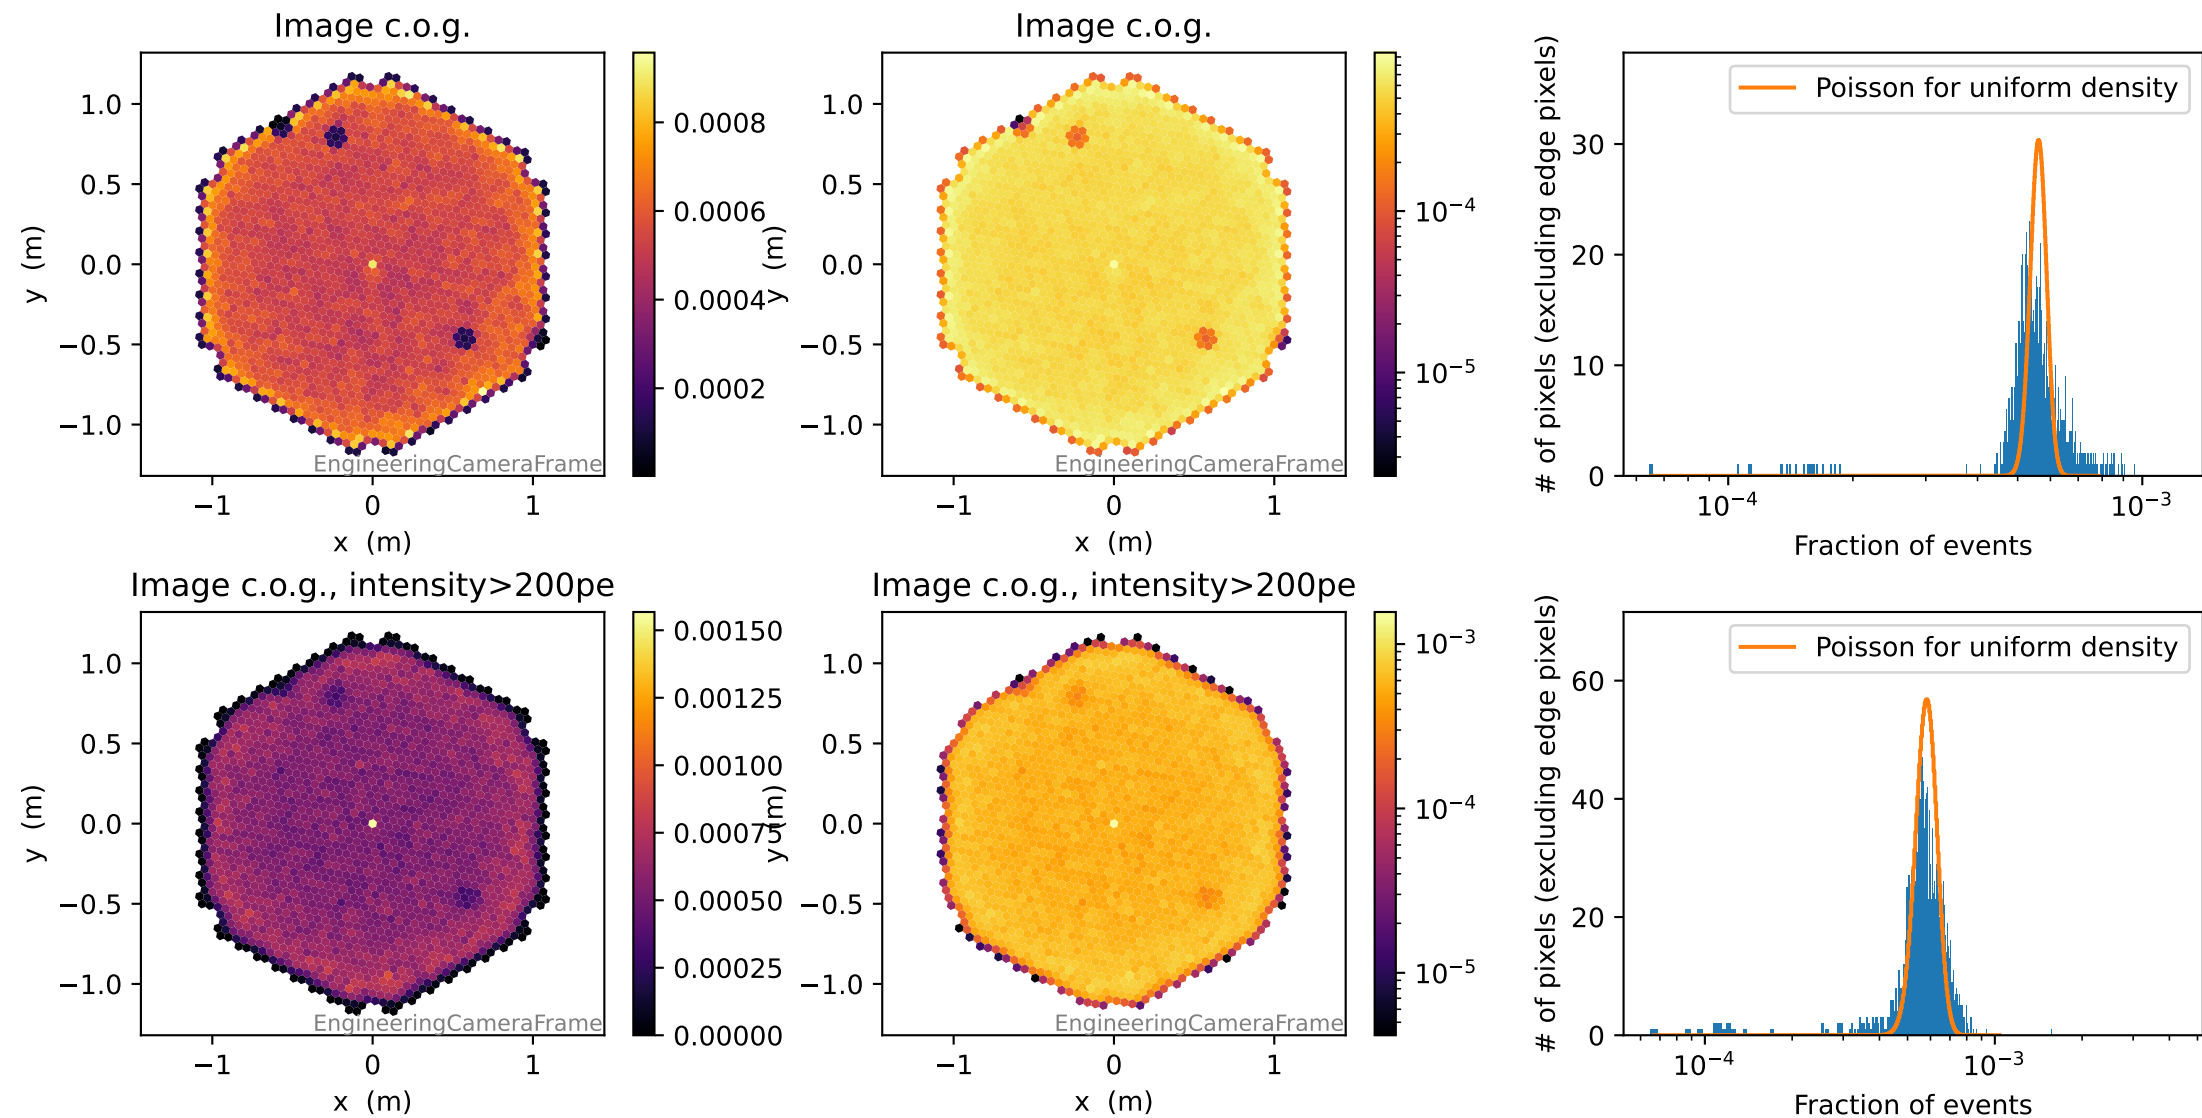 Image c.o.g.
1.0
0.5
0.0
−0.5
−1.0
y (m)
−1
0
1
x (m)
EngineeringCameraFrame
0.0008
0.0006
0.0004
0.0002
Image c.o.g.
1.0
0.5
0.0
−0.5
−1.0
y (m)
−1
0
1
x (m)
EngineeringCameraFrame
10⁻⁴
10⁻⁵
# of pixels (excluding edge pixels)
30
20
10
0
Poisson for uniform density
10⁻⁴
10⁻³
Fraction of events
Image c.o.g., intensity>200pe
1.0
0.5
0.0
−0.5
−1.0
y (m)
−1
0
1
x (m)
EngineeringCameraFrame
0.00150
0.00125
0.00100
0.00075
0.00050
0.00025
0.00000
Image c.o.g., intensity>200pe
1.0
0.5
0.0
−0.5
−1.0
y (m)
−1
0
1
x (m)
EngineeringCameraFrame
10⁻³
10⁻⁴
10⁻⁵
# of pixels (excluding edge pixels)
60
40
20
0
Poisson for uniform density
10⁻⁴
10⁻³
Fraction of events